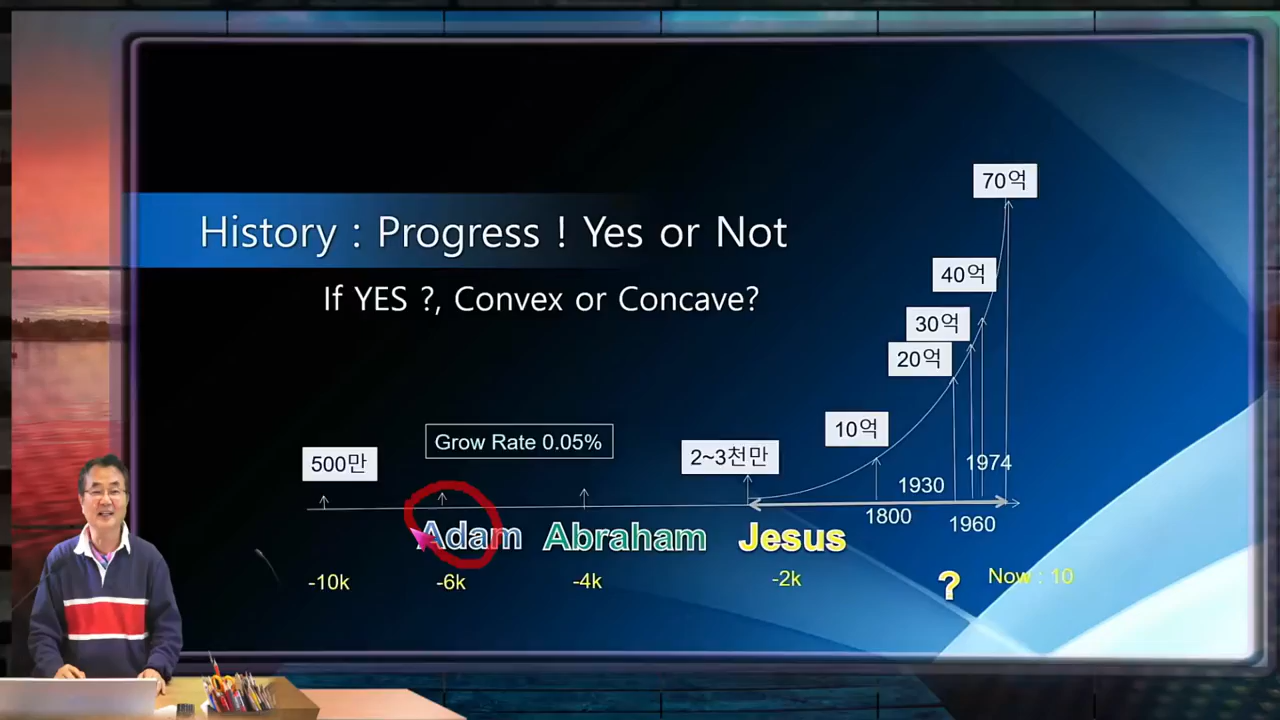 History : Progress ! Yes or Not
If YES ?, Convex or Concave?
70억
40억
30억
20억
10억
Grow Rate 0.05%
500만
2~3천만
1974
1930
1800
1960
Adam
Abraham
Jesus
-10k
-6k
-4k
-2k
?
Now : 10